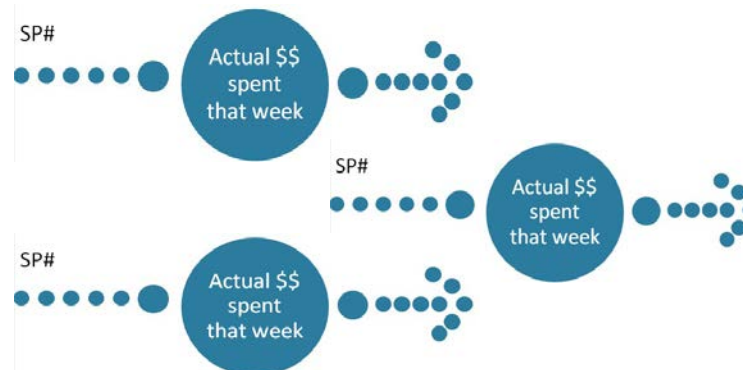 SP#
Actual $$
spent
that week
SP#
Actual $$
spent
that week
SP#
Actual $$
spent
that week